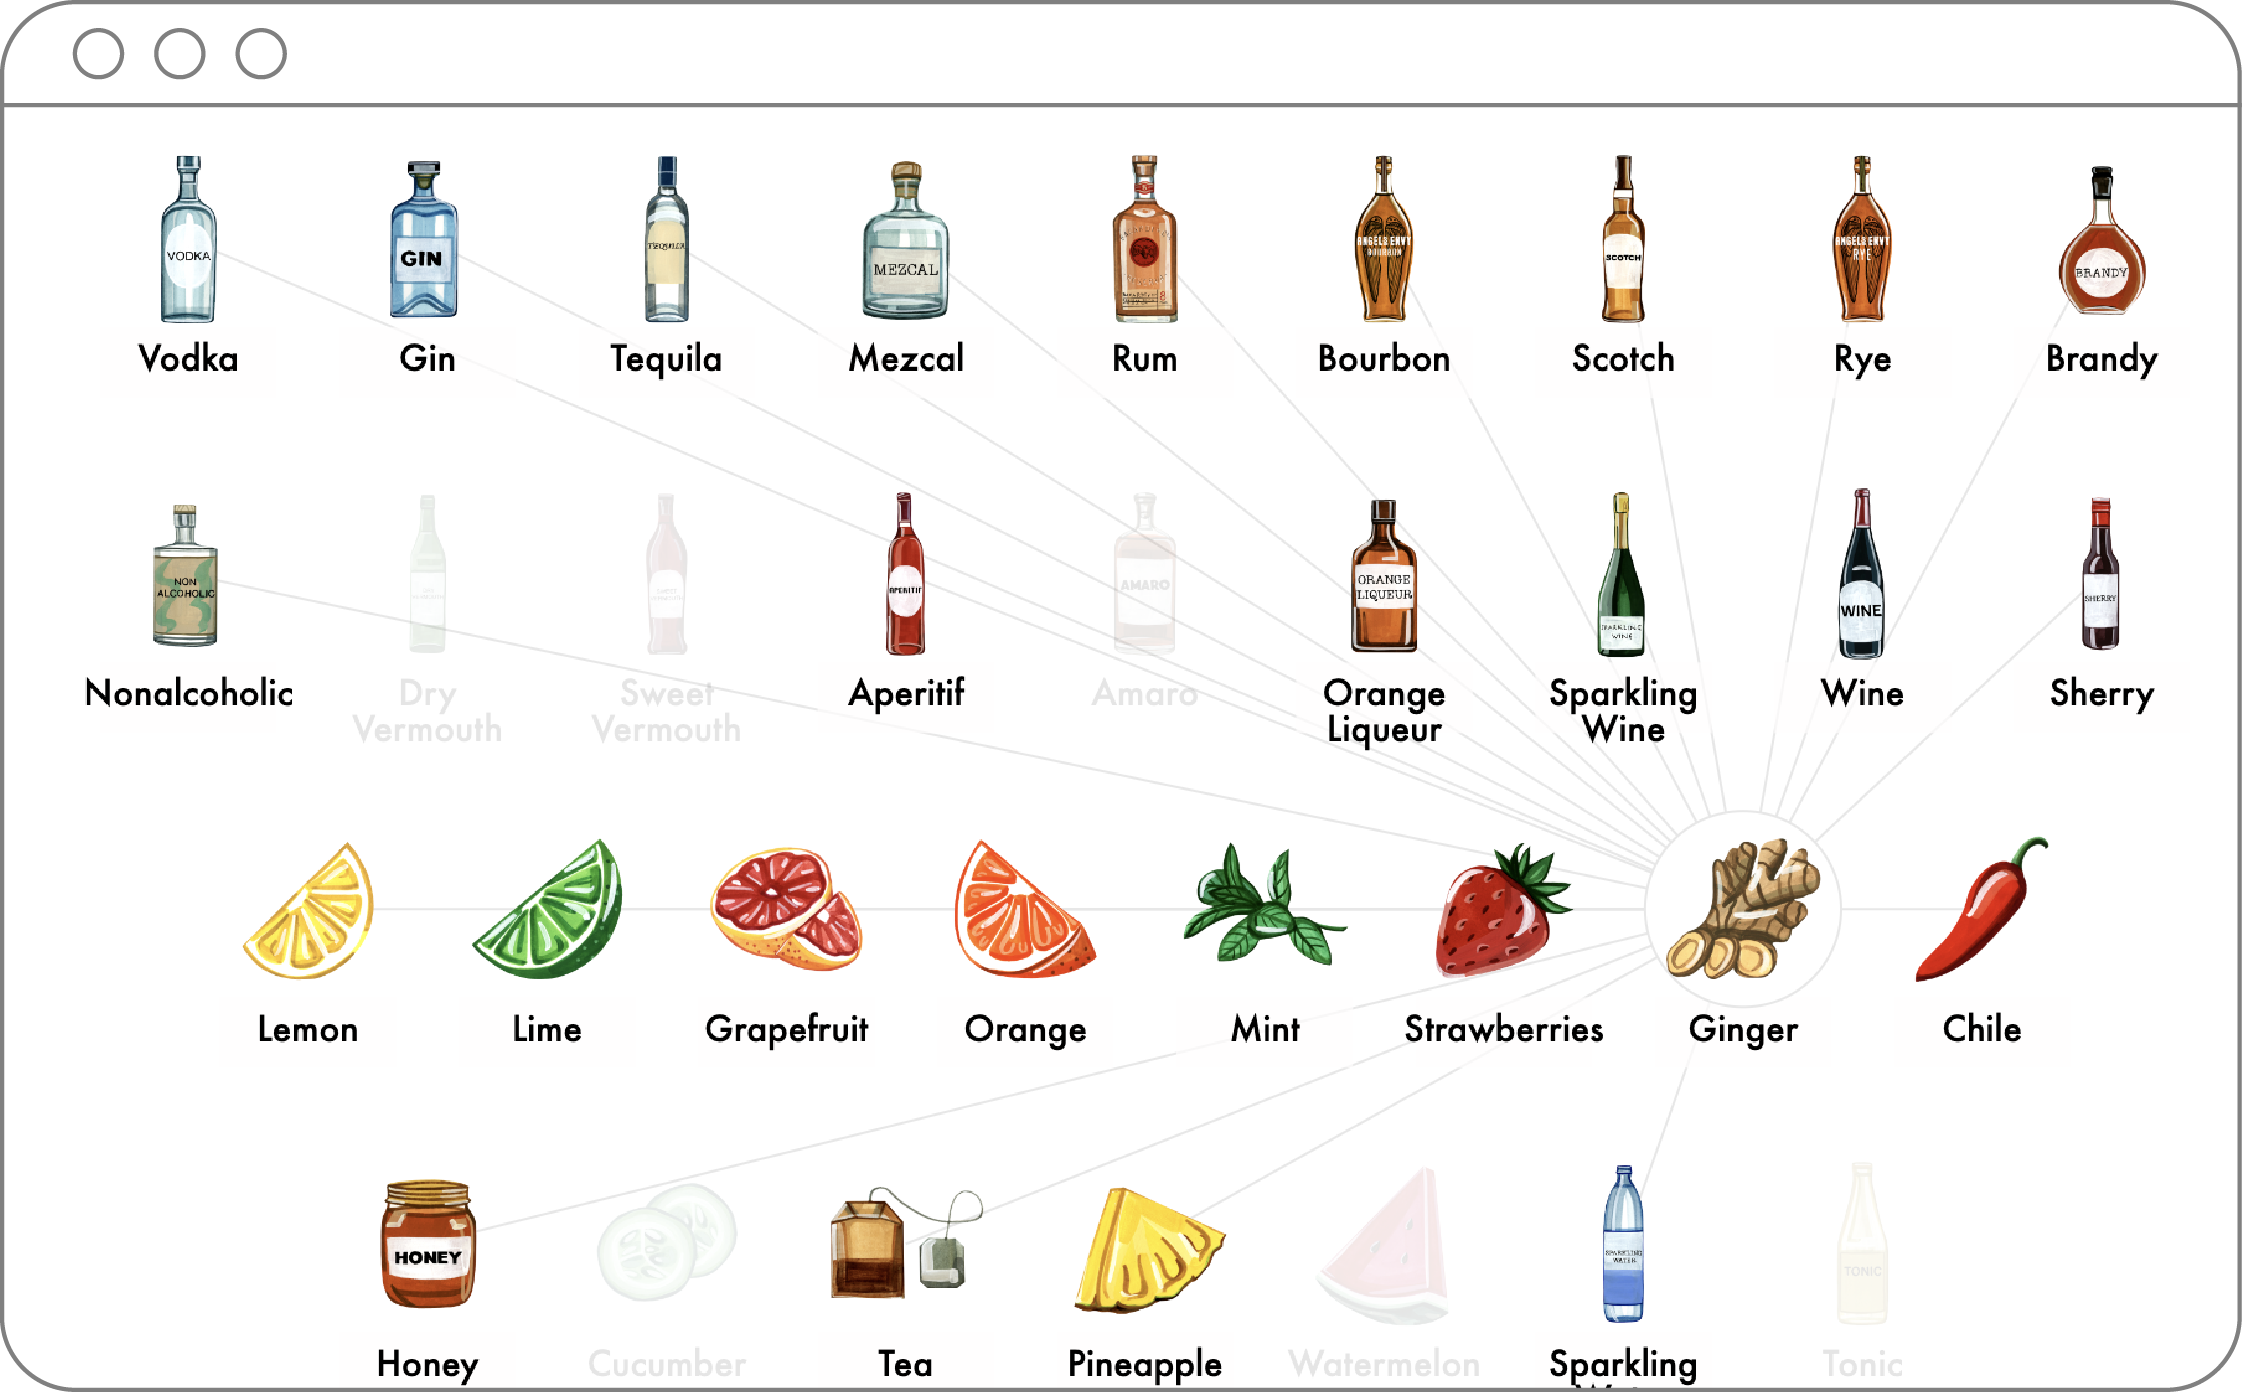 VODKA
GIN
TEQUILA
MEZCAL
ANGEL'S ENVY
BOURBON
SCOTCH
ANGEL'S ENVY
RYE
BRANDY
Vodka
Gin
Tequila
Mezcal
Rum
Bourbon
Scotch
Rye
Brandy
NON
ALCOHOLIC
APERITIF
AMARO
ORANGE
LIQUEUR
SPARKLING
WINE
WINE
SHERRY
Nonalcoholic
Dry
Vermouth
Sweet
Vermouth
Aperitif
Amaro
Orange
Liqueur
Sparkling
Wine
Wine
Sherry
Lemon
Lime
Grapefruit
Orange
Mint
Strawberries
Ginger
Chile
HONEY
SPARKLING
WATER
TONIC
Honey
Cucumber
Tea
Pineapple
Watermelon
Sparkling
Tonic